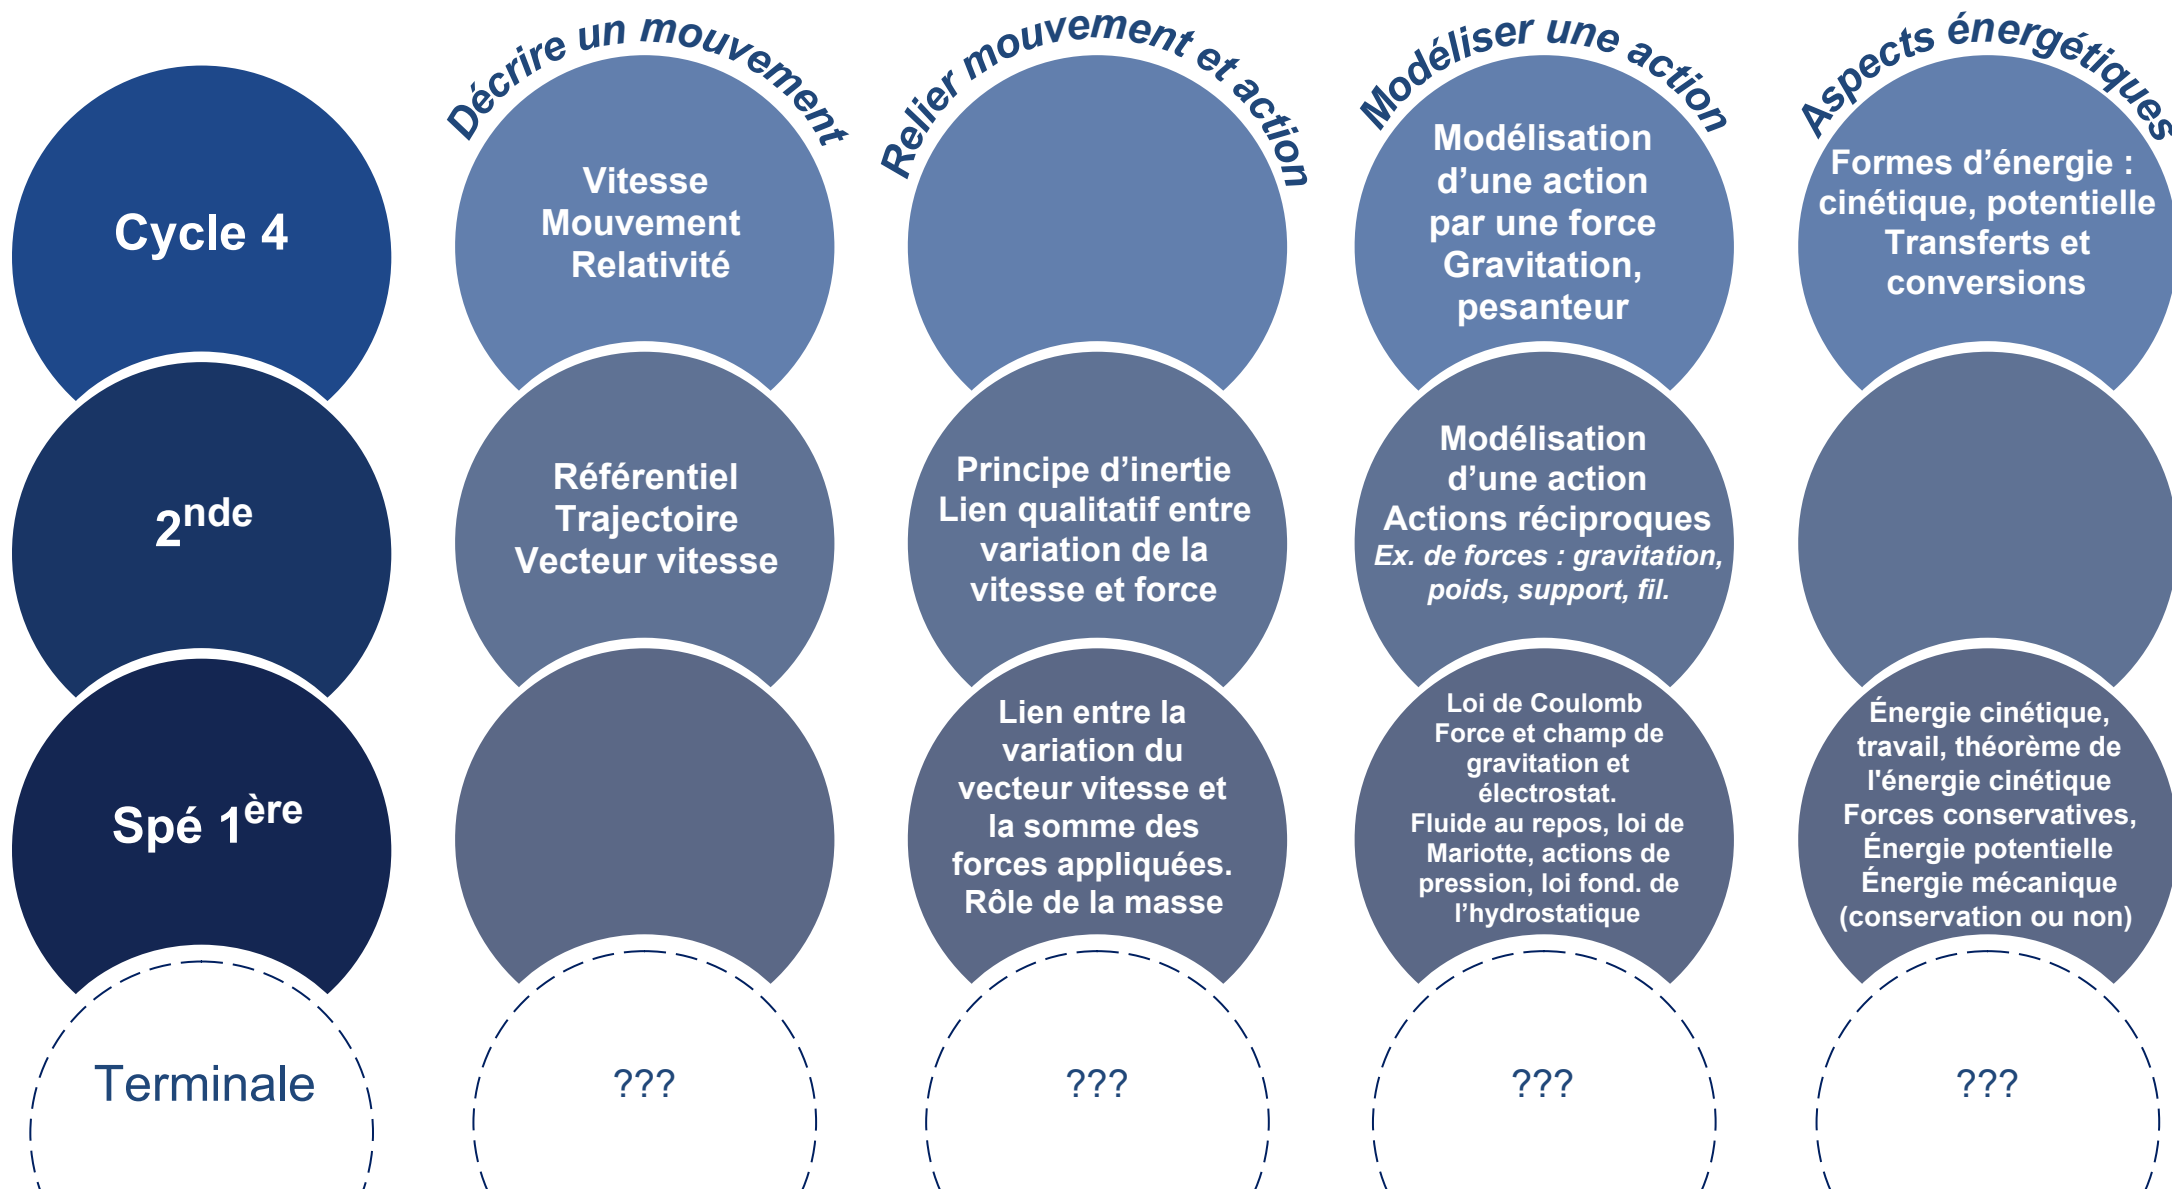 Décrire un mouvement
Relier mouvement et action
Modéliser une action
Aspects énergétiques
Cycle 4
Vitesse
Mouvement
Relativité
Modélisation
d’une action
par une force
Gravitation,
pesanteur
Formes d’énergie :
cinétique, potentielle
Transferts et
conversions
2nde
Référentiel
Trajectoire
Vecteur vitesse
Principe d’inertie
Lien qualitatif entre
variation de la
vitesse et force
Modélisation
d’une action
Actions réciproques
Ex. de forces : gravitation,
poids, support, fil.
Spé 1ère
Lien entre la
variation du
vecteur vitesse et
la somme des
forces appliquées.
Rôle de la masse
Loi de Coulomb
Force et champ de
gravitation et
électrostat.
Fluide au repos, loi de
Mariotte, actions de
pression, loi fond. de
l’hydrostatique
Énergie cinétique,
travail, théorème de
l'énergie cinétique
Forces conservatives,
Énergie potentielle
Énergie mécanique
(conservation ou non)
Terminale
???
???
???
???